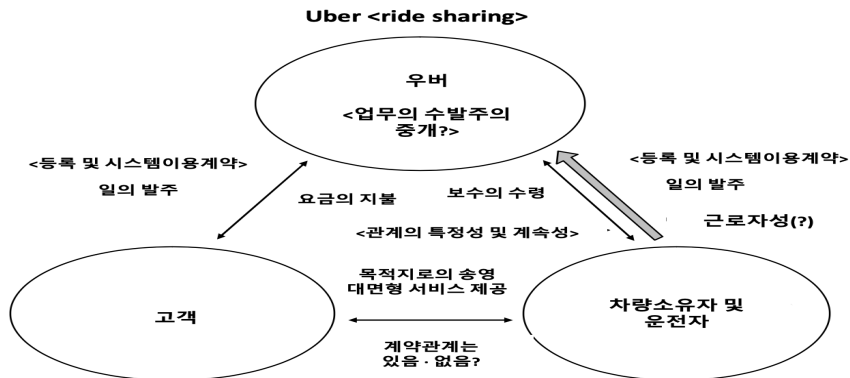 Uber <ride sharing>
우버
<업무의 수발주의
중개?>
<등록 및 시스템이용계약>
일의 발주
<등록 및 시스템이용계약>
일의 발주
요금의 지불
보수의 수령
근로자성(?)
<관계의 특정성 및 계속성>
목적지로의 송영
대면형 서비스 제공
고객
차량소유자 및
운전자
계약관계는
있음 · 없음?